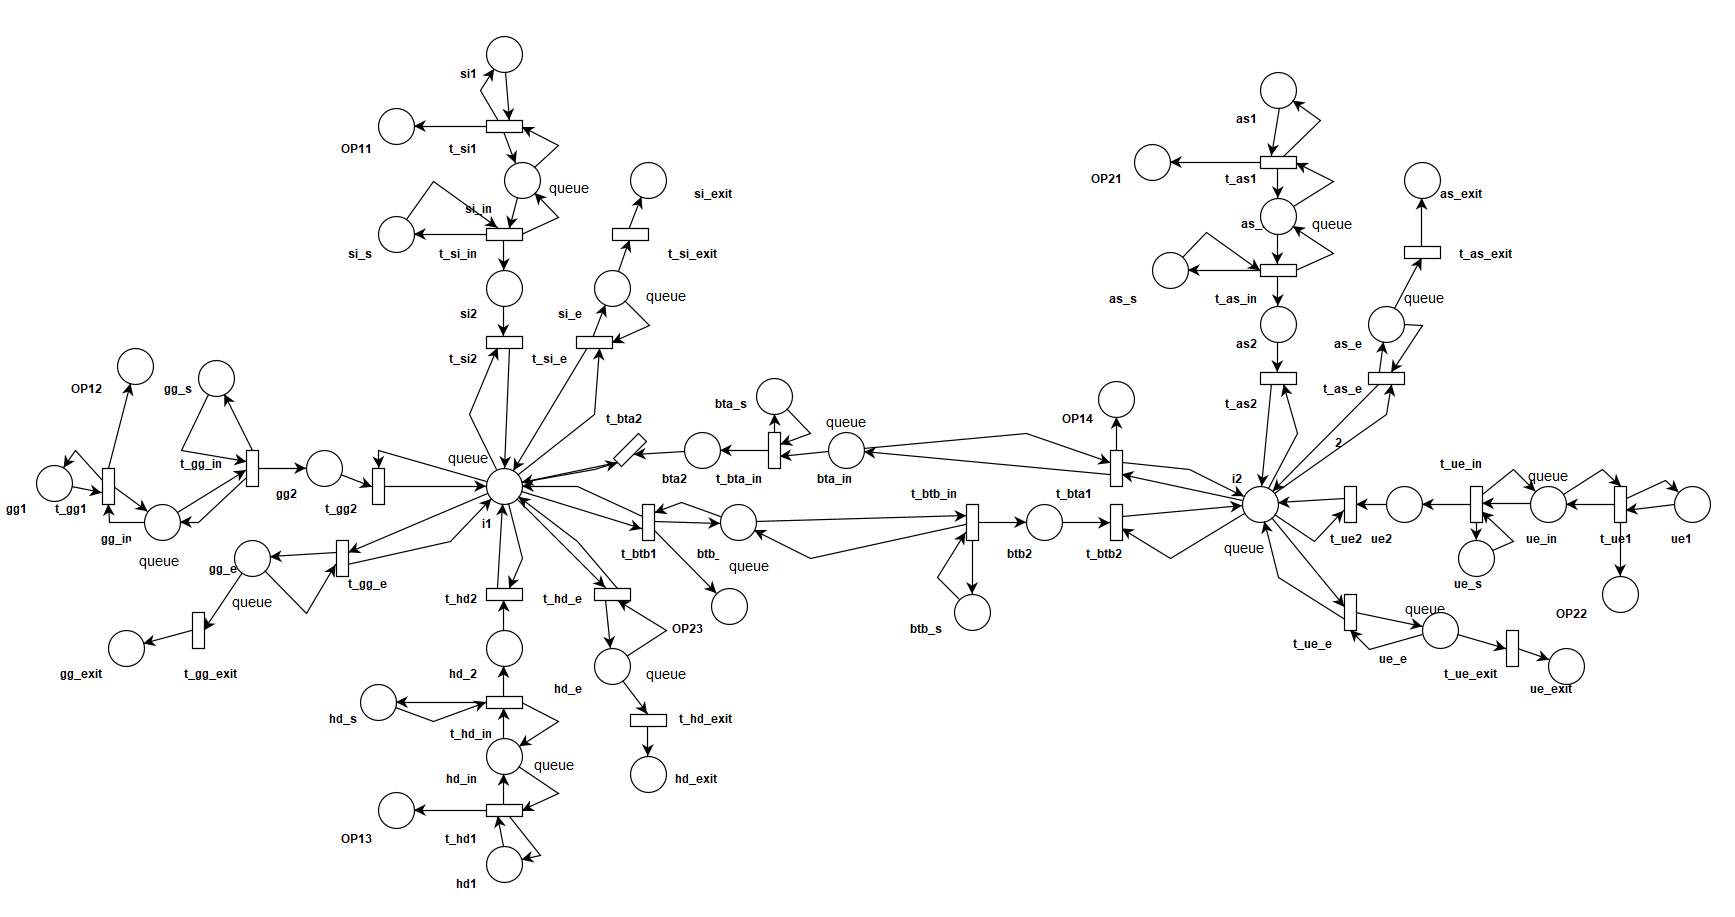 si1
OP11
t_si1
queue
si_in
si_exit
si_s
t_si_in
t_si_exit
queue
si2
si_e
t_si2
t_si_e
as1
OP21
t_as1
as_exit
as_
queue
t_as_exit
as_s
t_as_in
queue
as2
as_e
t_as2
t_as_e
2
OP12
gg_s
t_gg_in
gg1
t_gg1
gg2
t_gg2
gg_in
queue
queue
i1
gg_e
t_gg_e
queue
gg_exit
t_gg_exit
t_bta2
bta_s
queue
bta2
t_bta_in
bta_in
OP14
t_bta1
t_btb_in
t_btb1
btb_
queue
btb2
t_btb2
btb_s
OP23
i2
queue
t_ue_in
queue
t_ue2
ue2
ue_in
t_ue1
ue1
ue_s
OP22
queue
t_ue_e
ue_e
t_ue_exit
ue_exit
t_hd2
t_hd_e
hd_2
hd_e
queue
hd_s
t_hd_in
t_hd_exit
hd_in
queue
hd_exit
OP13
t_hd1
hd1